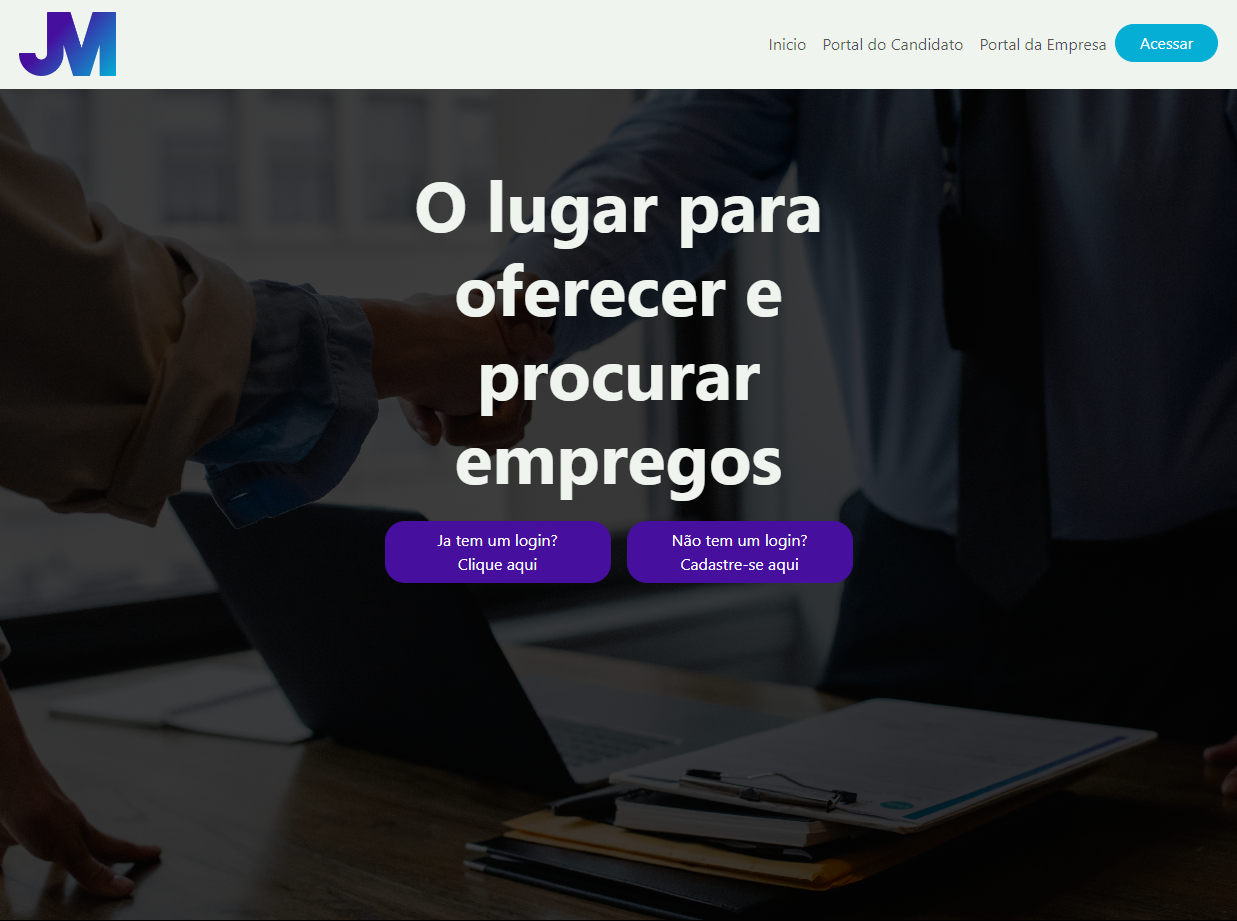 JM
Inicio Portal do Candidato Portal da Empresa Acessar
O lugar para
oferecer e
procurar
empregos
Ja tem um login?
Clique aqui
Não tem um login?
Cadastre-se aqui